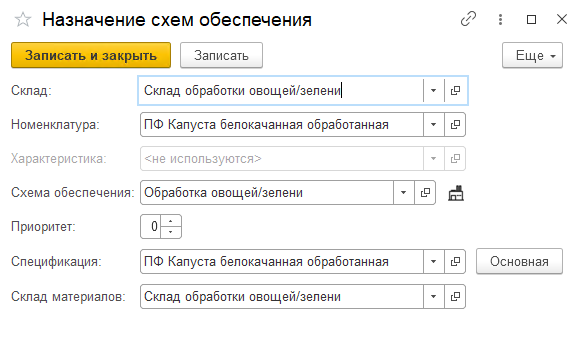 Назначение схем обеспечения
Записать и закрыть Записать Еще
Склад: Склад обработки овощей/зелени
Номенклатура: ПФ Капуста белокачанная обработанная
Характеристика: <не используются>
Схема обеспечения: Обработка овощей/зелени
Приоритет: 0
Спецификация: ПФ Капуста белокачанная обработанная Основная
Склад материалов: Склад обработки овощей/зелени